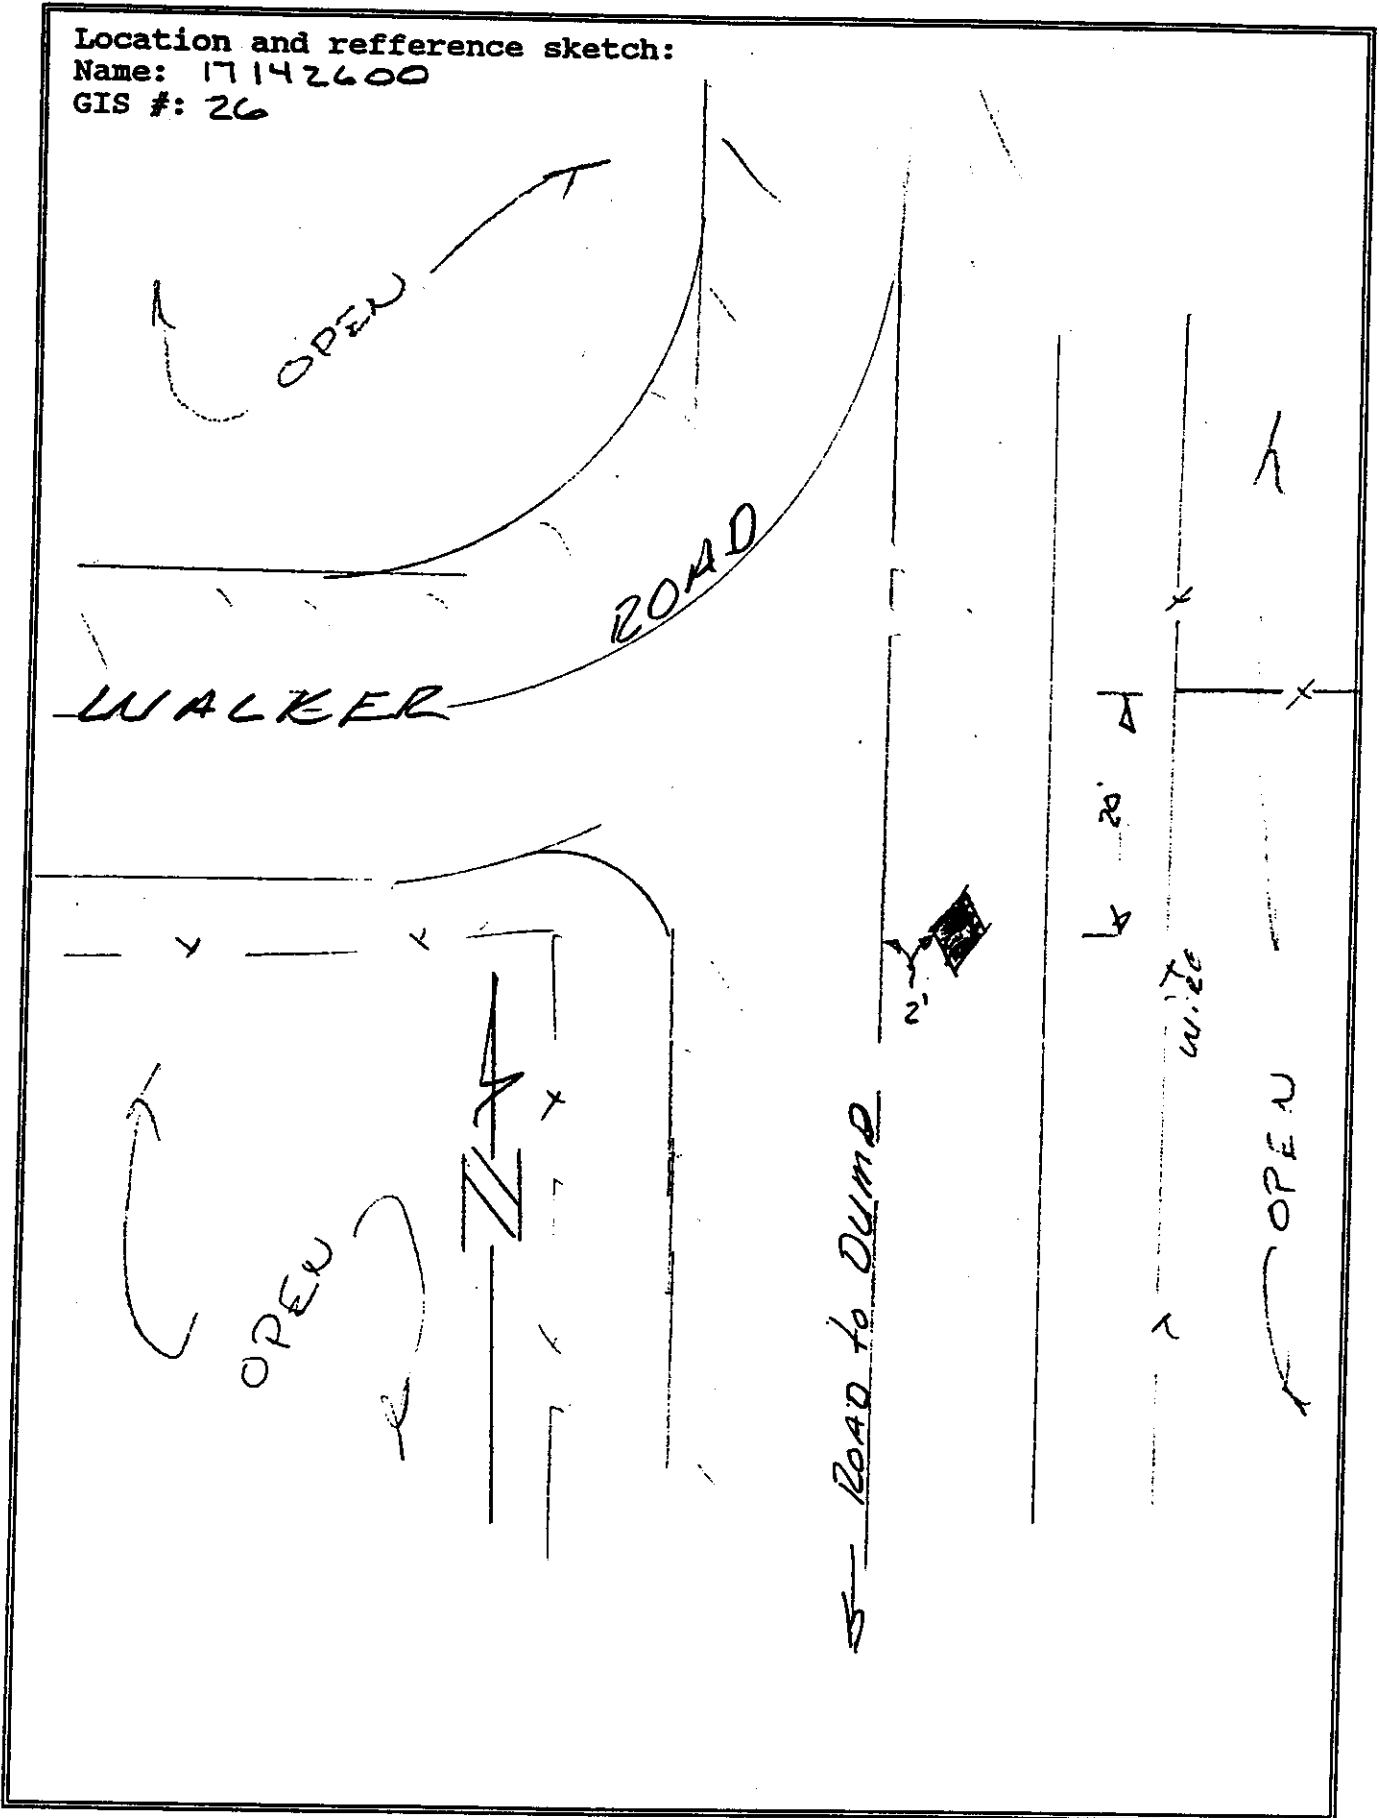 Location and refference sketch:
Name: 17142600
GIS #: 26
OPEN
ROAD
WALKER
20'
2'
WIRE
N
OPEN
ROAD to DUMP
OPEN